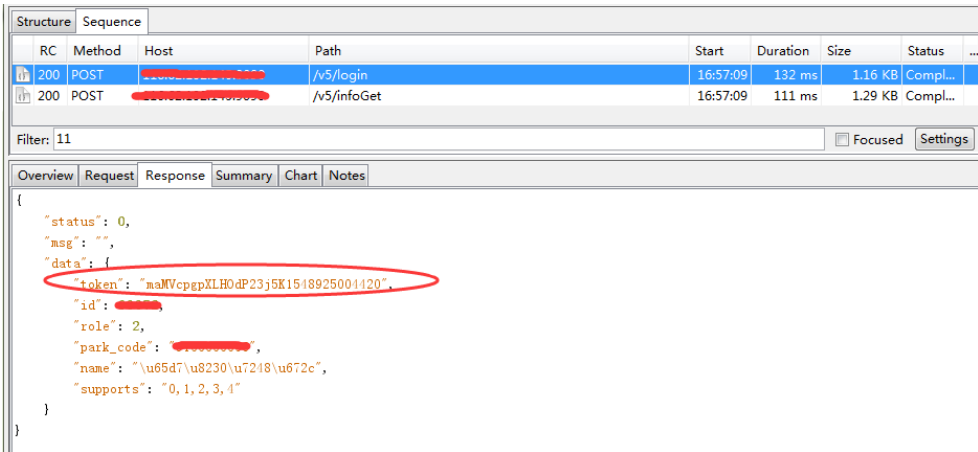 Structure Sequence
RC Method Host Path Start Duration Size Status ...
200 POST /v5/login 16:57:09 132 ms 1.16 KB Compl...
200 POST /v5/infoGet 16:57:09 111 ms 1.29 KB Compl...
Filter: 11 Focused Settings
Overview Request Response Summary Chart Notes
{
"status": 0,
"msg": "",
"data": {
"token": "maMVcpgpXLHOdP23j5K1548925004420",
"id": ,
"role": 2,
"park_code": "",
"name": "\u65d7\u8230\u7248\u672c",
"supports": "0,1,2,3,4"
}
}